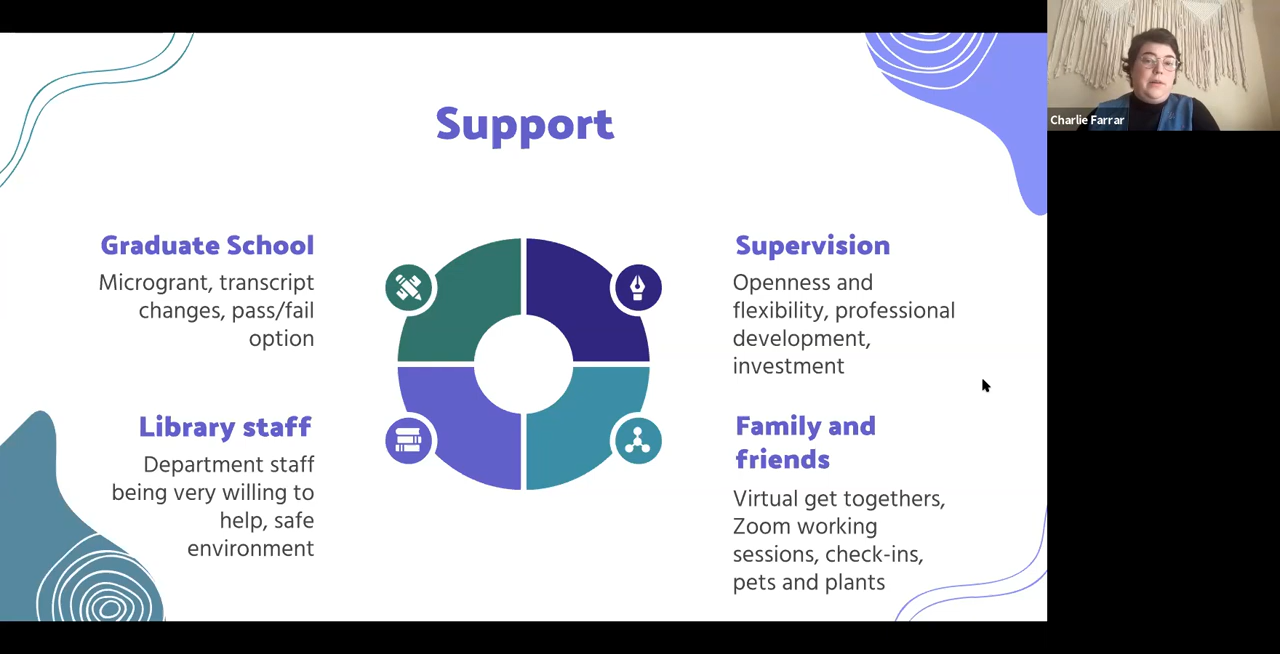 Support
Graduate School
Microgrant, transcript
changes, pass/fail
option
Supervision
Openness and
flexibility, professional
development,
investment
Library staff
Department staff
being very willing to
help, safe
environment
Family and
friends
Virtual get togethers,
Zoom working
sessions, check-ins,
pets and plants
Charlie Farrar